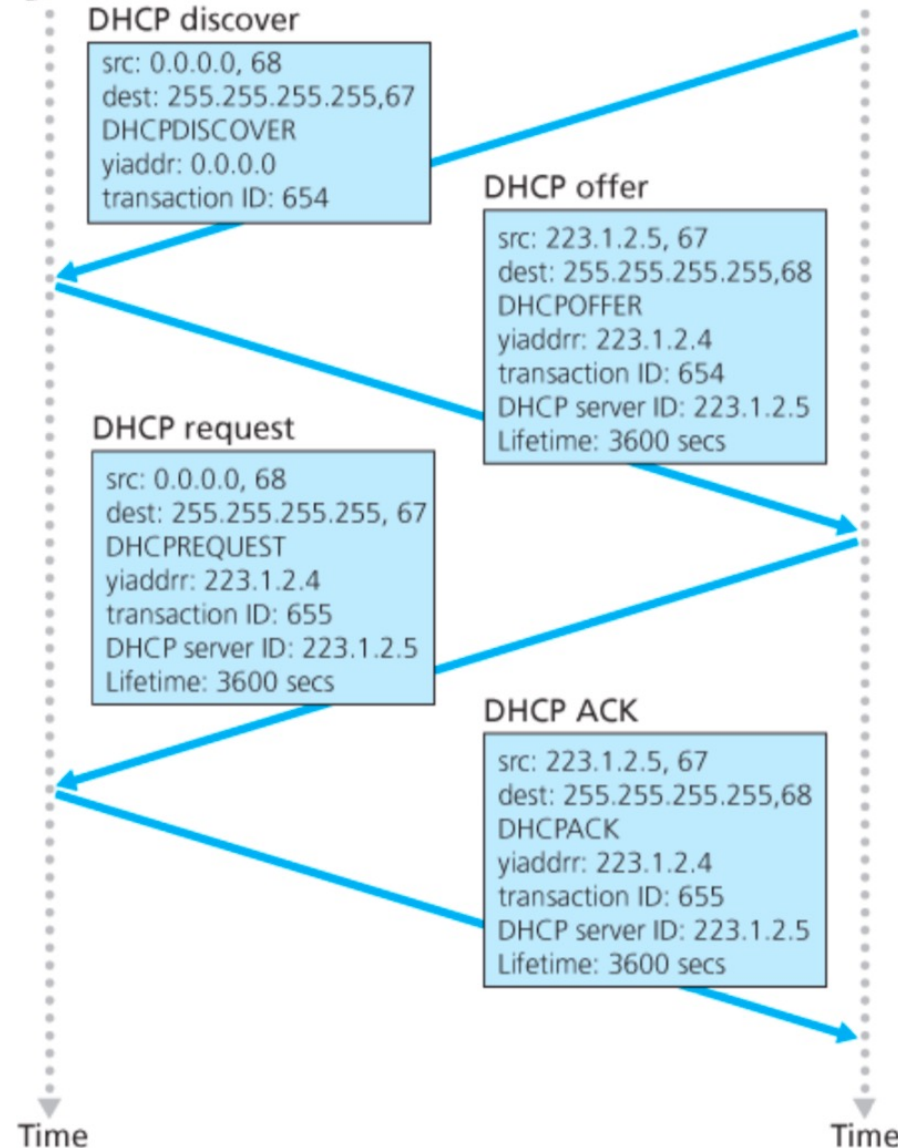 DHCP discover
src: 0.0.0.0, 68
dest: 255.255.255.255,67
DHCPDISCOVER
yiaddr: 0.0.0.0
transaction ID: 654
DHCP offer
src: 223.1.2.5, 67
dest: 255.255.255.255,68
DHCPOFFER
yiaddrr: 223.1.2.4
transaction ID: 654
DHCP server ID: 223.1.2.5
Lifetime: 3600 secs
DHCP request
src: 0.0.0.0, 68
dest: 255.255.255.255, 67
DHCPREQUEST
yiaddrr: 223.1.2.4
transaction ID: 655
DHCP server ID: 223.1.2.5
Lifetime: 3600 secs
DHCP ACK
src: 223.1.2.5, 67
dest: 255.255.255.255,68
DHCPACK
yiaddrr: 223.1.2.4
transaction ID: 655
DHCP server ID: 223.1.2.5
Lifetime: 3600 secs
Time
Time